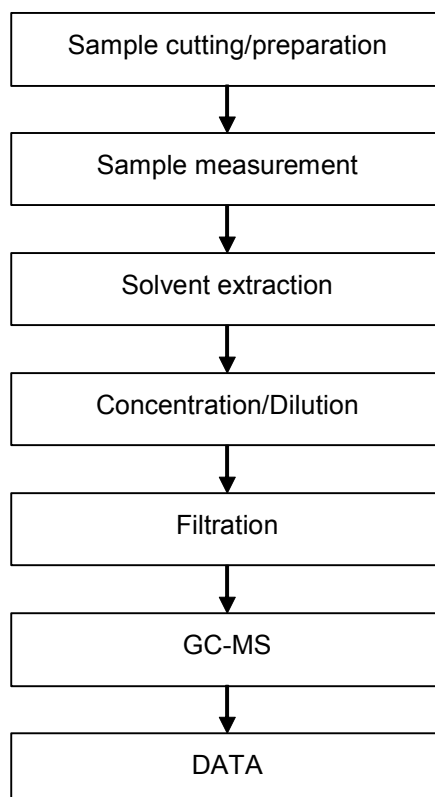 Sample cutting/preparation
Sample measurement
Solvent extraction
Concentration/Dilution
Filtration
GC-MS
DATA